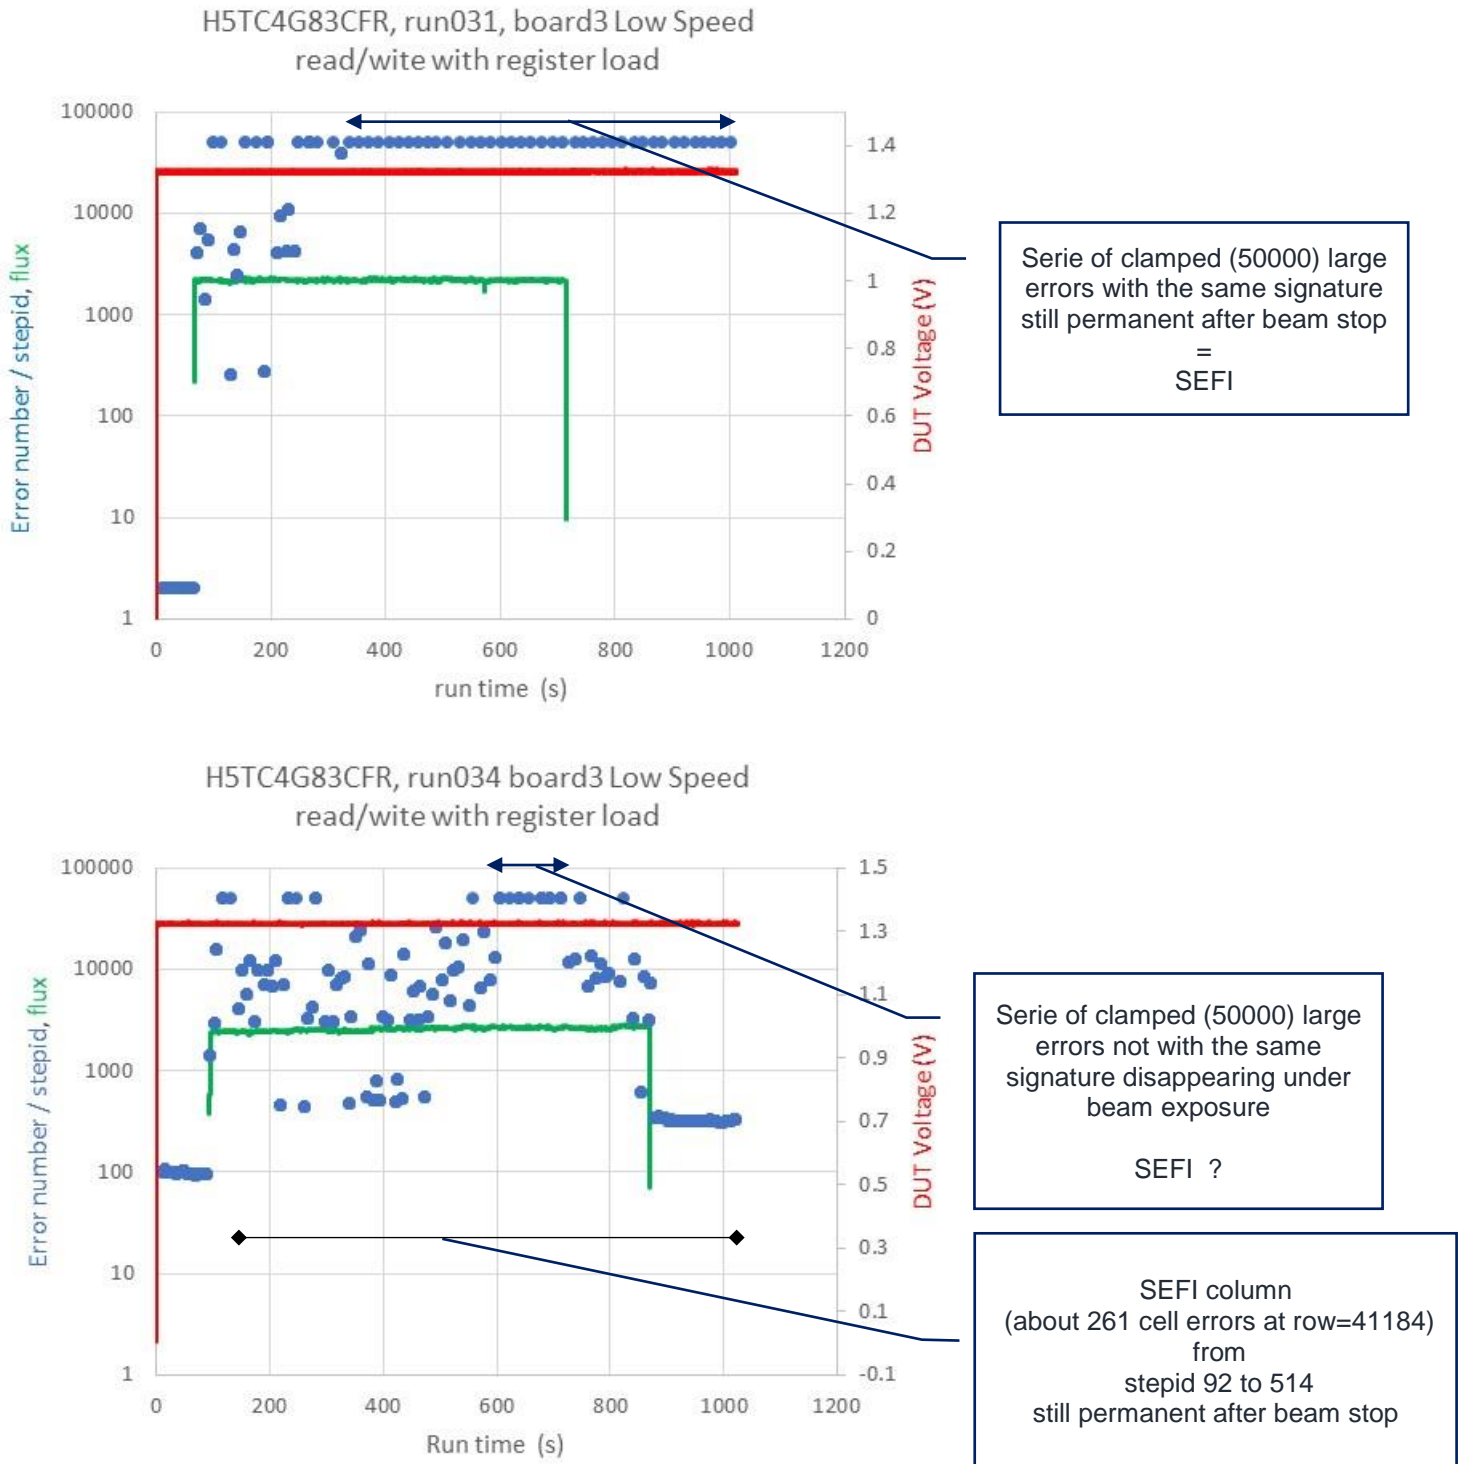 H5TC4G83CFR, run031, board3 Low Speed
read/wite with register load
100000
10000
1000
100
10
1
1.4
1.2
1
0.8
0.6
0.4
0.2
0
0
200
400
600
800
1000
1200
Error number / stepid, flux
DUT Voltage (V)
run time (s)
Serie of clamped (50000) large
errors with the same signature
still permanent after beam stop
=
SEFI
H5TC4G83CFR, run034 board3 Low Speed
read/wite with register load
100000
10000
1000
100
10
1
1.5
1.3
1.1
0.9
0.7
0.5
0.3
0.1
-0.1
0
200
400
600
800
1000
1200
Error number / stepid, flux
DUT Voltage (V)
Run time (s)
Serie of clamped (50000) large
errors not with the same
signature disappearing under
beam exposure
SEFI ?
SEFI column
(about 261 cell errors at row=41184)
from
stepid 92 to 514
still permanent after beam stop